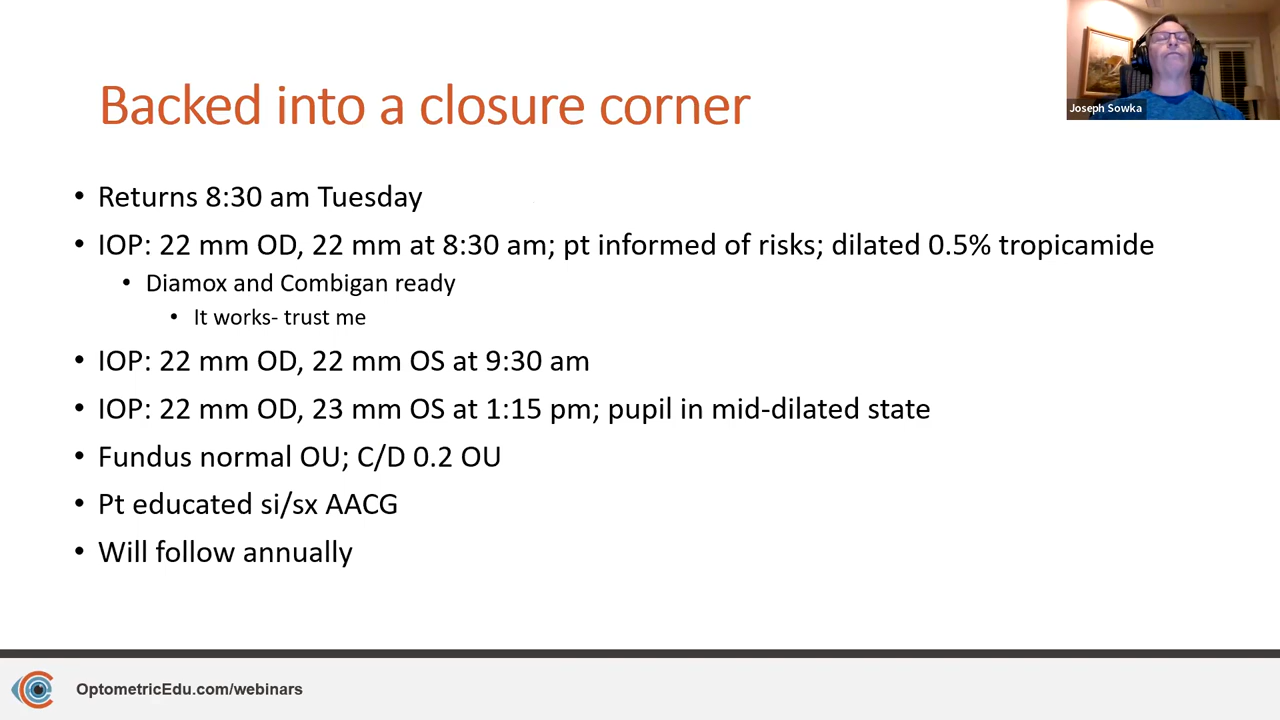 Joseph Sowka
Backed into a closure corner
• Returns 8:30 am Tuesday
• IOP: 22 mm OD, 22 mm at 8:30 am; pt informed of risks; dilated 0.5% tropicamide
• Diamox and Combigan ready
• It works- trust me
• IOP: 22 mm OD, 22 mm OS at 9:30 am
• IOP: 22 mm OD, 23 mm OS at 1:15 pm; pupil in mid-dilated state
• Fundus normal OU; C/D 0.2 OU
• Pt educated si/sx AACG
• Will follow annually
OptometricEdu.com/webinars